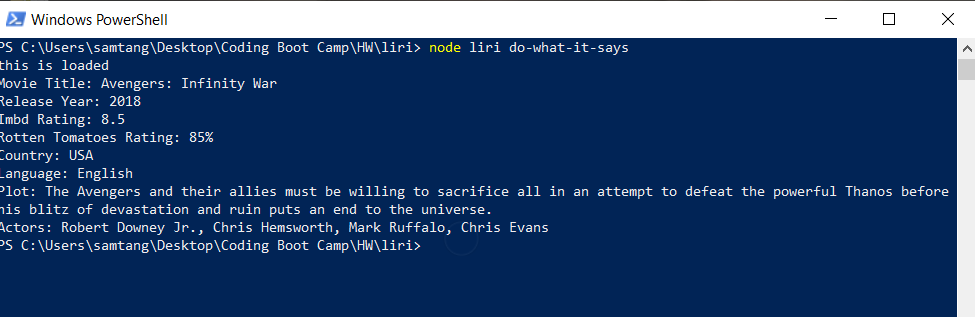 Windows PowerShell
PS C:\Users\samtang\Desktop\Coding Boot Camp\HW\liri> node liri do-what-it-says
this is loaded
Movie Title: Avengers: Infinity War
Release Year: 2018
Imbd Rating: 8.5
Rotten Tomatoes Rating: 85%
Country: USA
Language: English
Plot: The Avengers and their allies must be willing to sacrifice all in an attempt to defeat the powerful Thanos before
his blitz of devastation and ruin puts an end to the universe.
Actors: Robert Downey Jr., Chris Hemsworth, Mark Ruffalo, Chris Evans
PS C:\Users\samtang\Desktop\Coding Boot Camp\HW\liri>